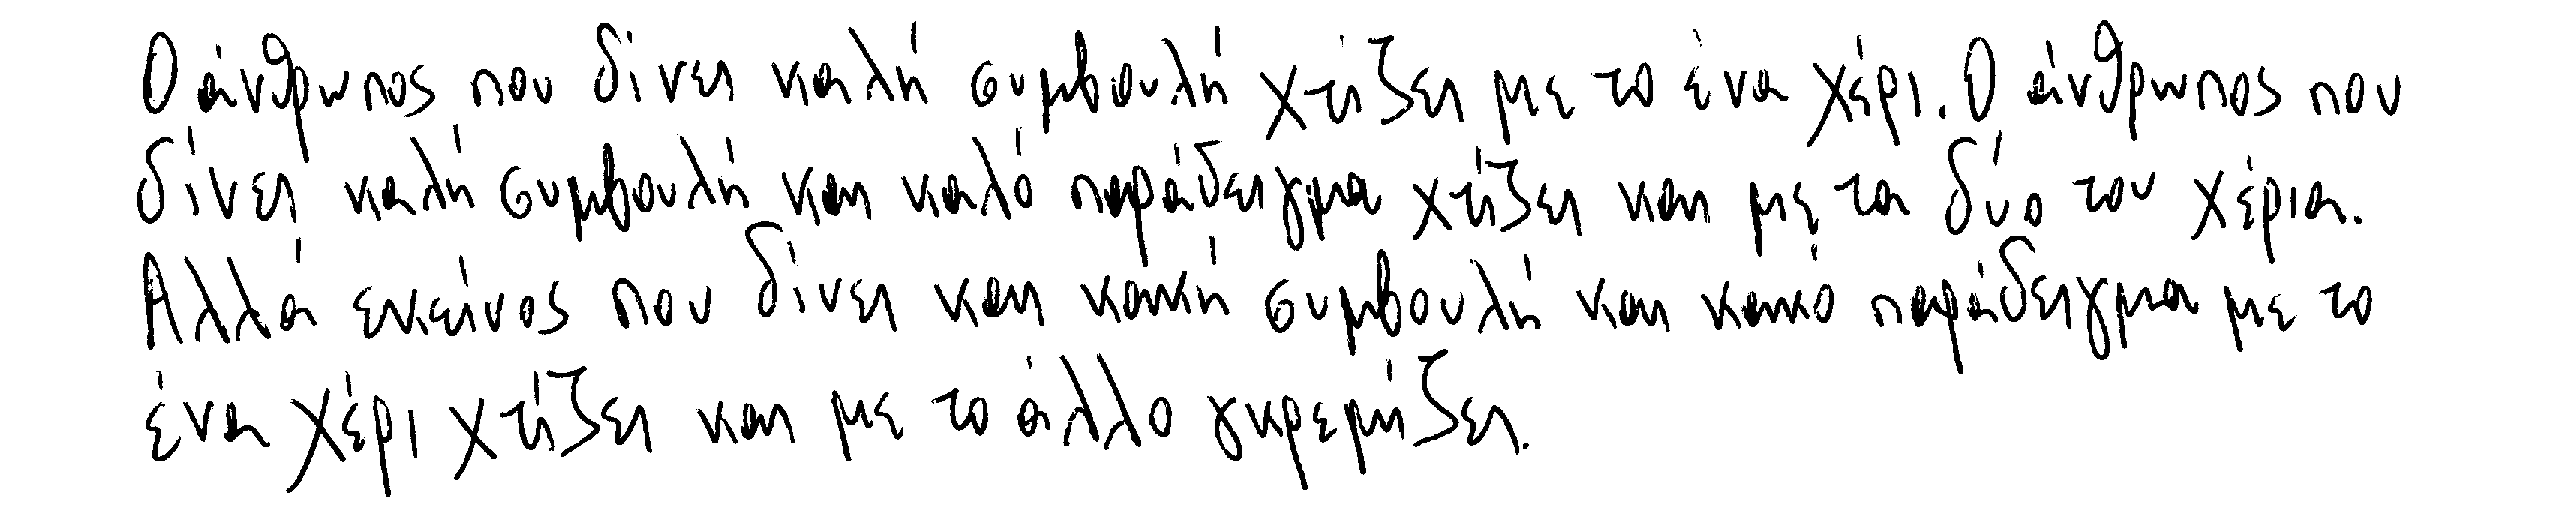 Ο άνθρωπος που δίνει καλή συμβουλή χτίζει με το ένα χέρι. Ο άνθρωπος που
δίνει καλή συμβουλή και καλό παράδειγμα χτίζει και με τα δύο του χέρια.
Αλλά εκείνος που δίνει και κακή συμβουλή και κακό παράδειγμα με το
ένα χέρι χτίζει και με το άλλο γκρεμίζει.